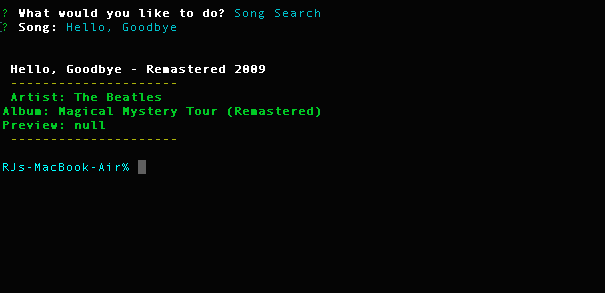 ? What would you like to do? Song Search
? Song: Hello, Goodbye
Hello, Goodbye - Remastered 2009
---------------------
Artist: The Beatles
Album: Magical Mystery Tour (Remastered)
Preview: null
---------------------
RJs-MacBook-Air%